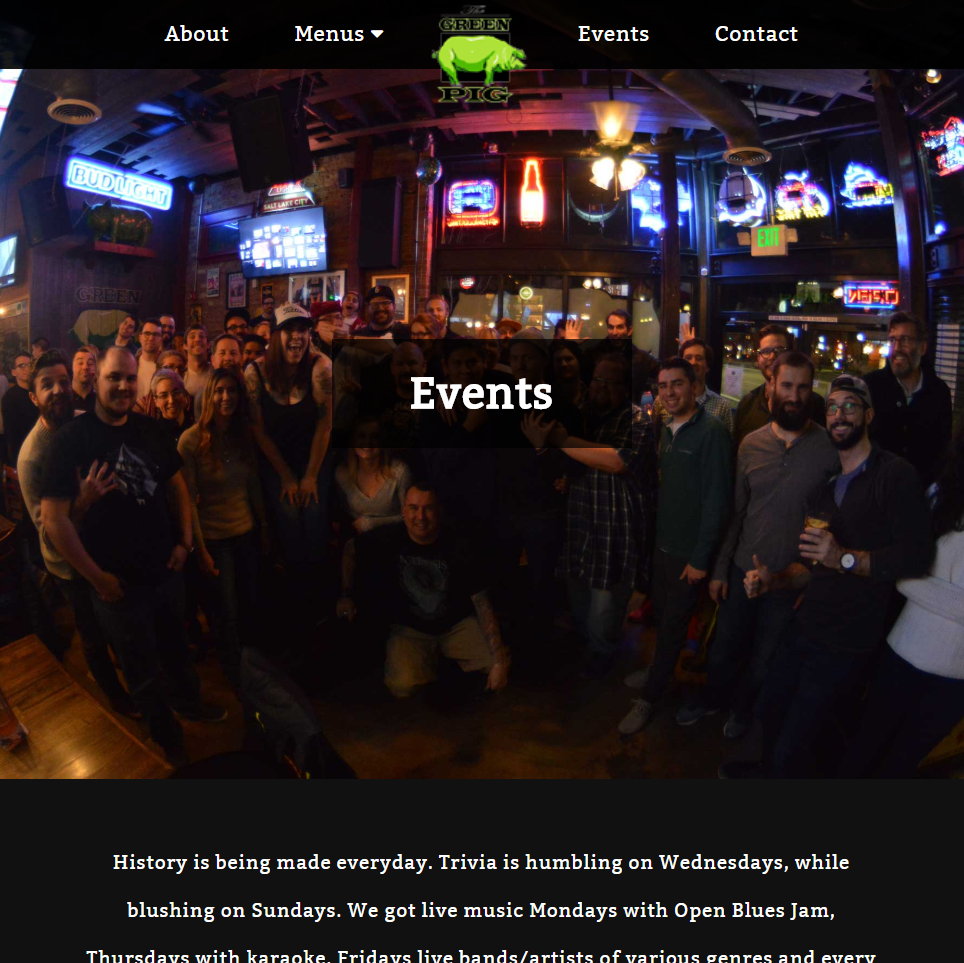 About
Menus
The
GREEN
PIG
Events
Contact
BUD LIGHT
SALT LAKE CITY
EXIT
GREEN
OPEN
Events
History is being made everyday. Trivia is humbling on Wednesdays, while
blushing on Sundays. We got live music Mondays with Open Blues Jam,
Thursdays with karaoke, Fridays live bands/artists of various genres and every